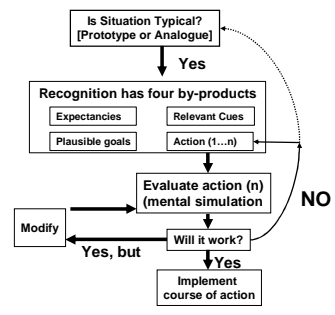 Is Situation Typical?
[Prototype or Analogue]
Yes
Recognition has four by-products
Expectancies
Relevant Cues
Plausible goals
Action (1…n)
Evaluate action (n)
(mental simulation
NO
Modify
Will it work?
Yes, but
Yes
Implement
course of action